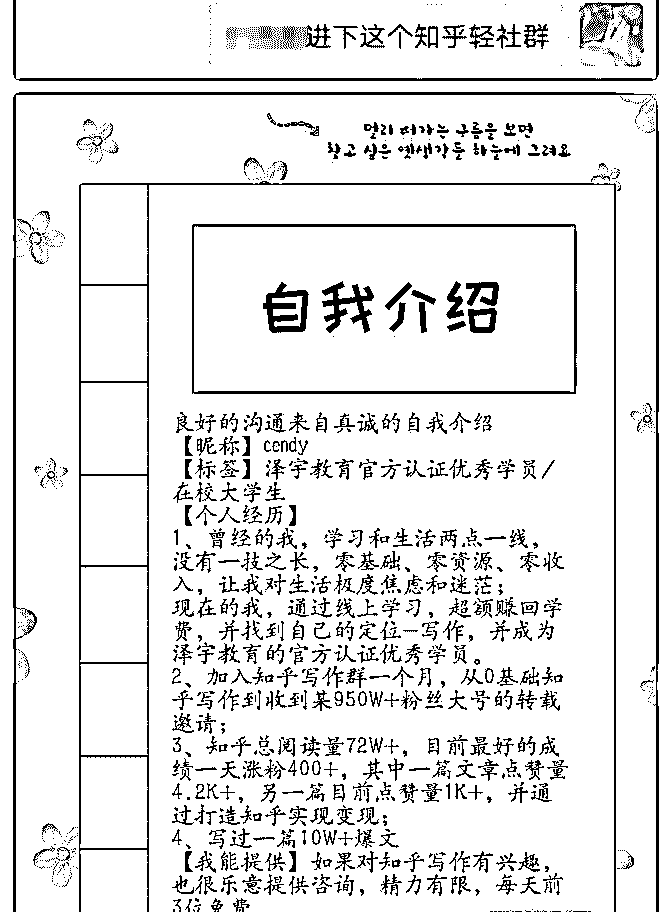 进下这个知乎轻社群
멀리 떠가는 구름을 보면
찾고 싶은 옛생각들 하늘에 그려요
自我介绍
良好的沟通来自真诚的自我介绍
【昵称】cendy
【标签】泽宇教育官方认证优秀学员/
在校大学生
【个人经历】
1、曾经的我，学习和生活两点一线，
没有一技之长，零基础、零资源、零收
入，让我对生活极度焦虑和迷茫；
现在的我，通过线上学习，超额赚回学
费，并找到自己的定位—写作，并成为
泽宇教育的官方认证优秀学员。
2、加入知乎写作群一个月，从0基础知
乎写作到收到某950W+粉丝大号的转载
邀请；
3、知乎总阅读量72W+，目前最好的成
绩一天涨粉400+，其中一篇文章点赞量
4.2K+，另一篇目前点赞量1K+，并通
过打造知乎实现变现；
4、写过一篇10W+爆文
【我能提供】如果对知乎写作有兴趣，
也很乐意提供咨询，精力有限，每天前
3位免费